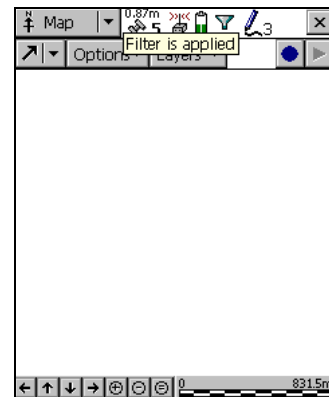 N
Map
0.87m
5
3
Filter is applied
Options
Layers
0 831.5m